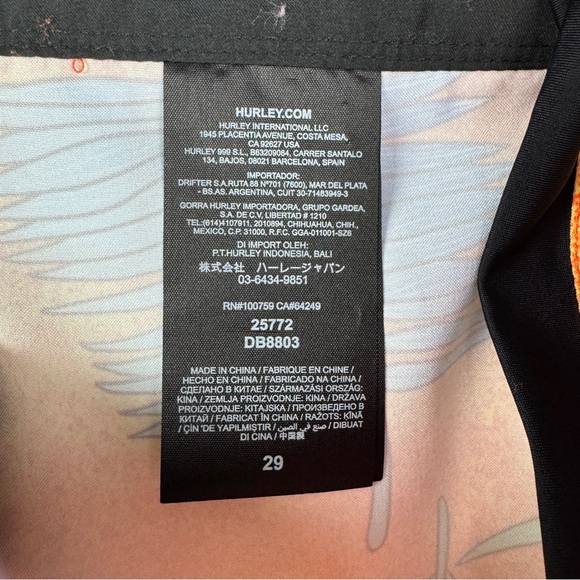 HURLEY.COM
HURLEY INTERNATIONAL LLC
1945 PLACENTIA AVENUE, COSTA MESA,
CA 92627 USA
HURLEY 999 S.L., B63209084, CARRER SANTALO
134, BAJOS, 08021 BARCELONA, SPAIN
IMPORTADOR:
DRIFTER S.A.RUTA 88 Nº701 (7600), MAR DEL PLATA
- BS.AS. ARGENTINA, CUIT 30-71483949-3
GORRA HURLEY IMPORTADORA, GRUPO GARDEA,
S.A. DE C.V, LIBERTAD # 1210
TEL:(614)4107911, 2010894, CHIHUAHUA, CHIH.,
MEXICO, C.P. 31000, R.F.C. GGA-011001-SZ6
DI IMPORT OLEH:
P.T.HURLEY INDONESIA, BALI
株式会社 ハーレージャパン
03-6434-9851
RN#100759 CA#64249
25772
DB8803
MADE IN CHINA / FABRIQUE EN CHINE /
HECHO EN CHINA / FABRICADO NA CHINA /
СДЕЛАНО В КИТАЕ / SZÁRMAZÁSI ORSZÁG:
KÍNA / ZEMLJA PROIZVODNJE: KINA / DRŽAVA
PROIZVODNJE: KITAJSKA / ПРОИЗВЕДЕНО В
КИТАЙ / FABRICAT ÎN CHINA / RAŽOTS: ĶĪNĀ
/ ÇİN 'DE YAPILMIŞTIR / صنع في الصين / DIBUAT
DI CINA / 中国製
29